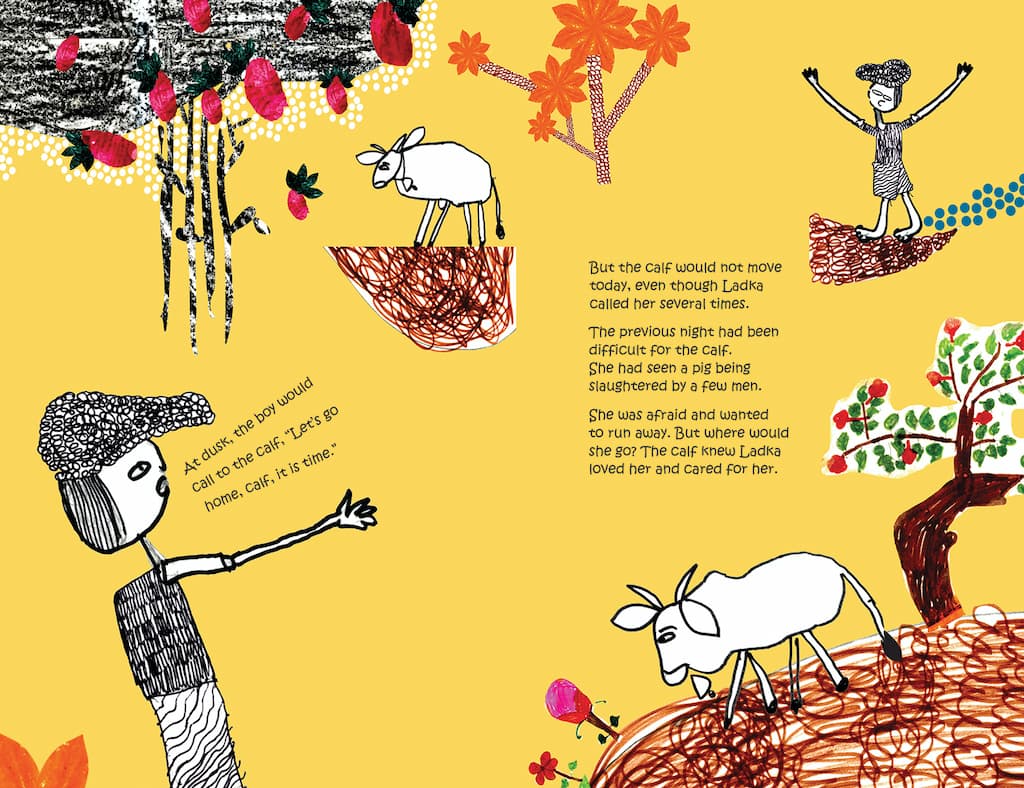 At dusk, the boy would
call to the calf, "Let's go
home, calf, it is time."
But the calf would not move
today, even though Ladka
called her several times.
The previous night had been
difficult for the calf.
She had seen a pig being
slaughtered by a few men.
She was afraid and wanted
to run away. But where would
she go? The calf knew Ladka
loved her and cared for her.